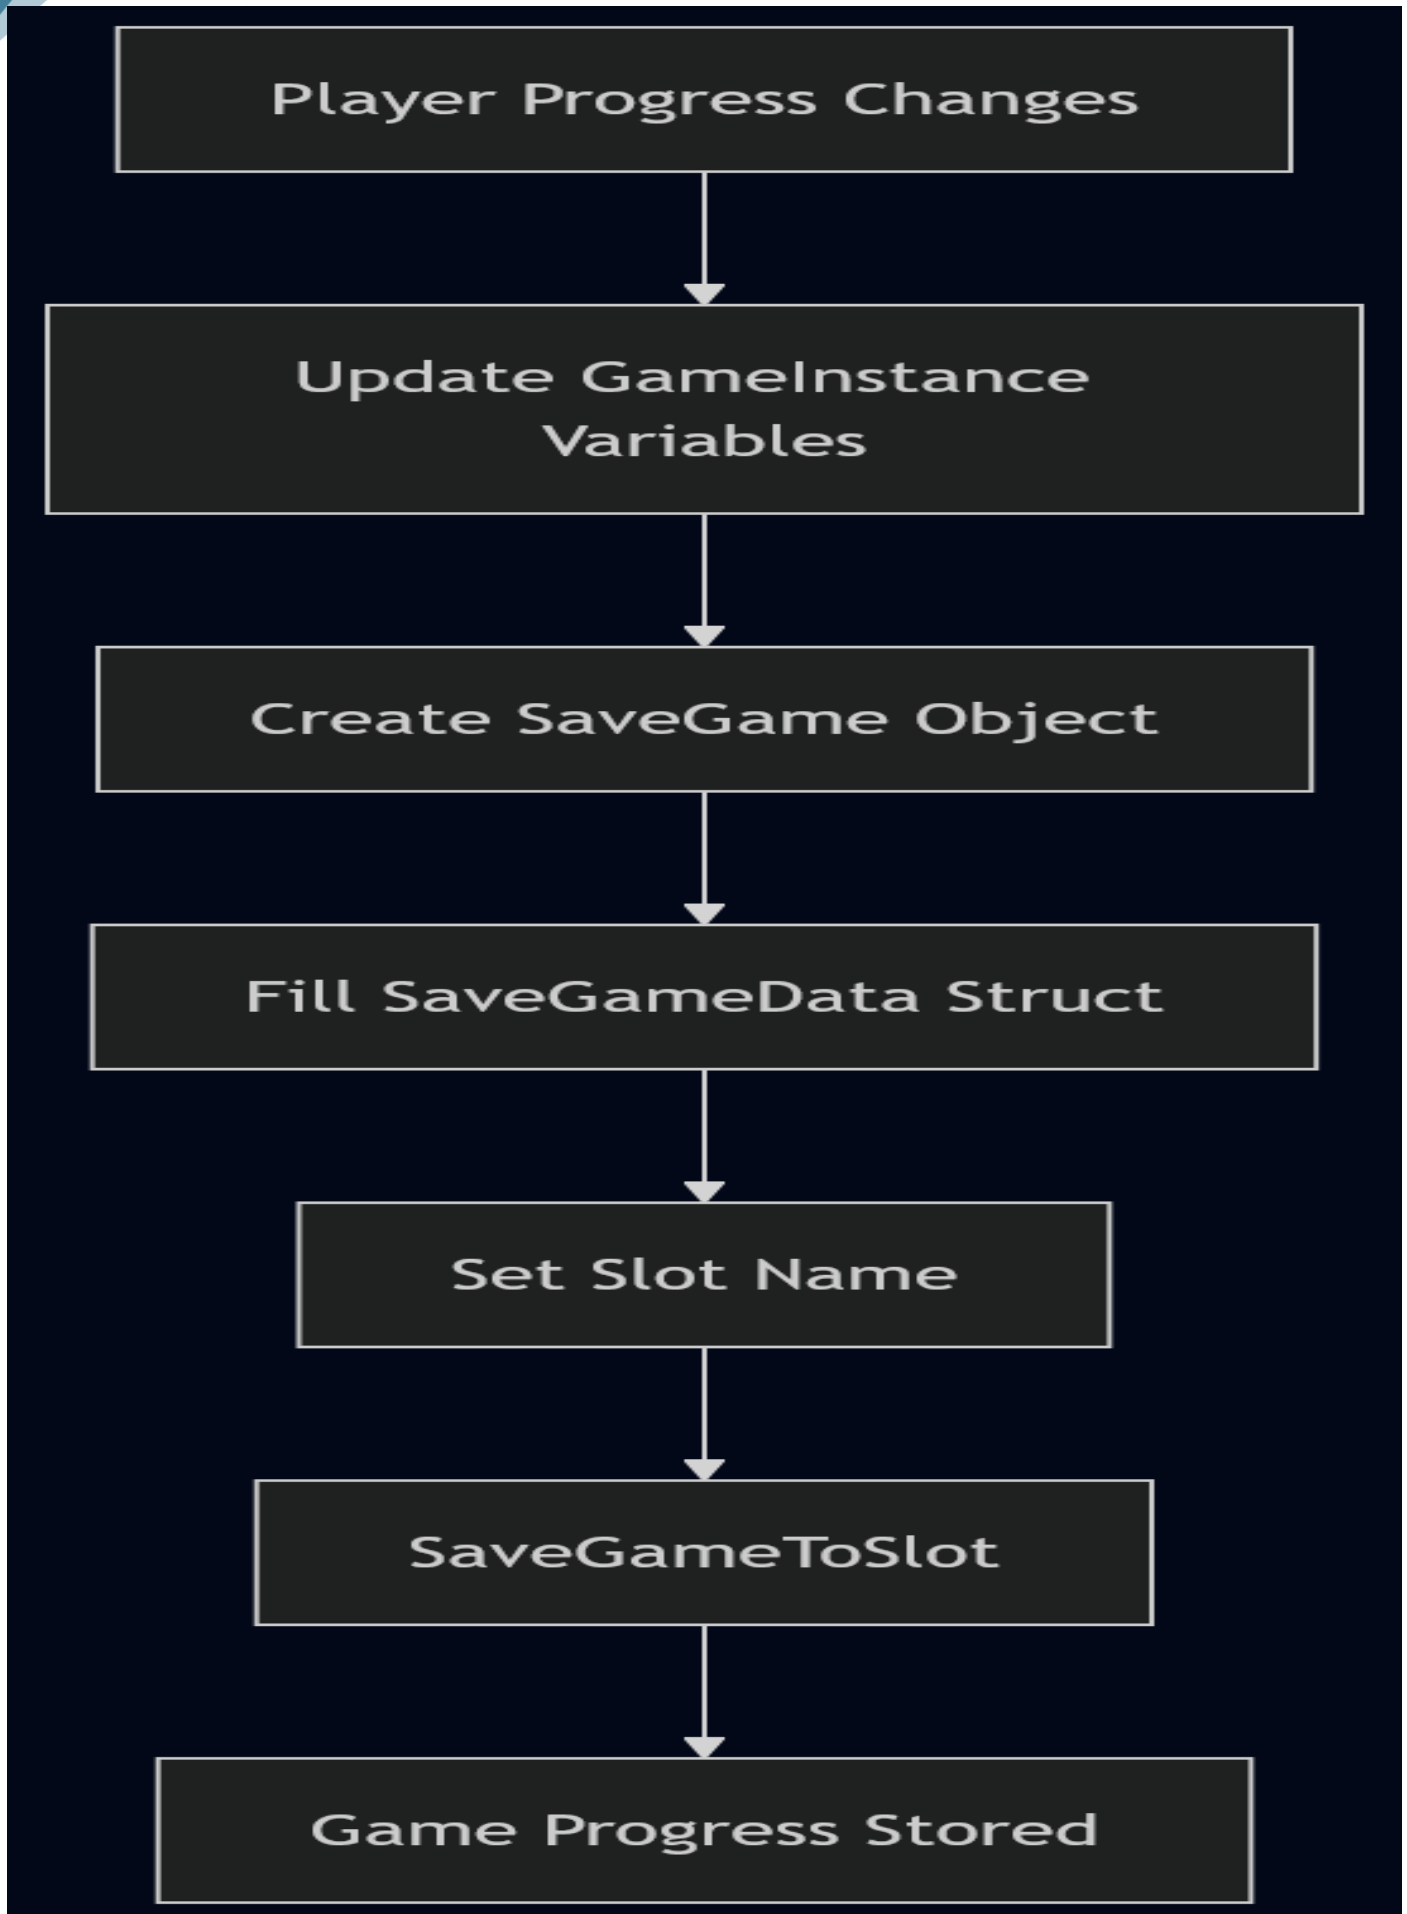 Player Progress Changes
Update GameInstance
Variables
Create SaveGame Object
Fill SaveGameData Struct
Set Slot Name
SaveGameToSlot
Game Progress Stored